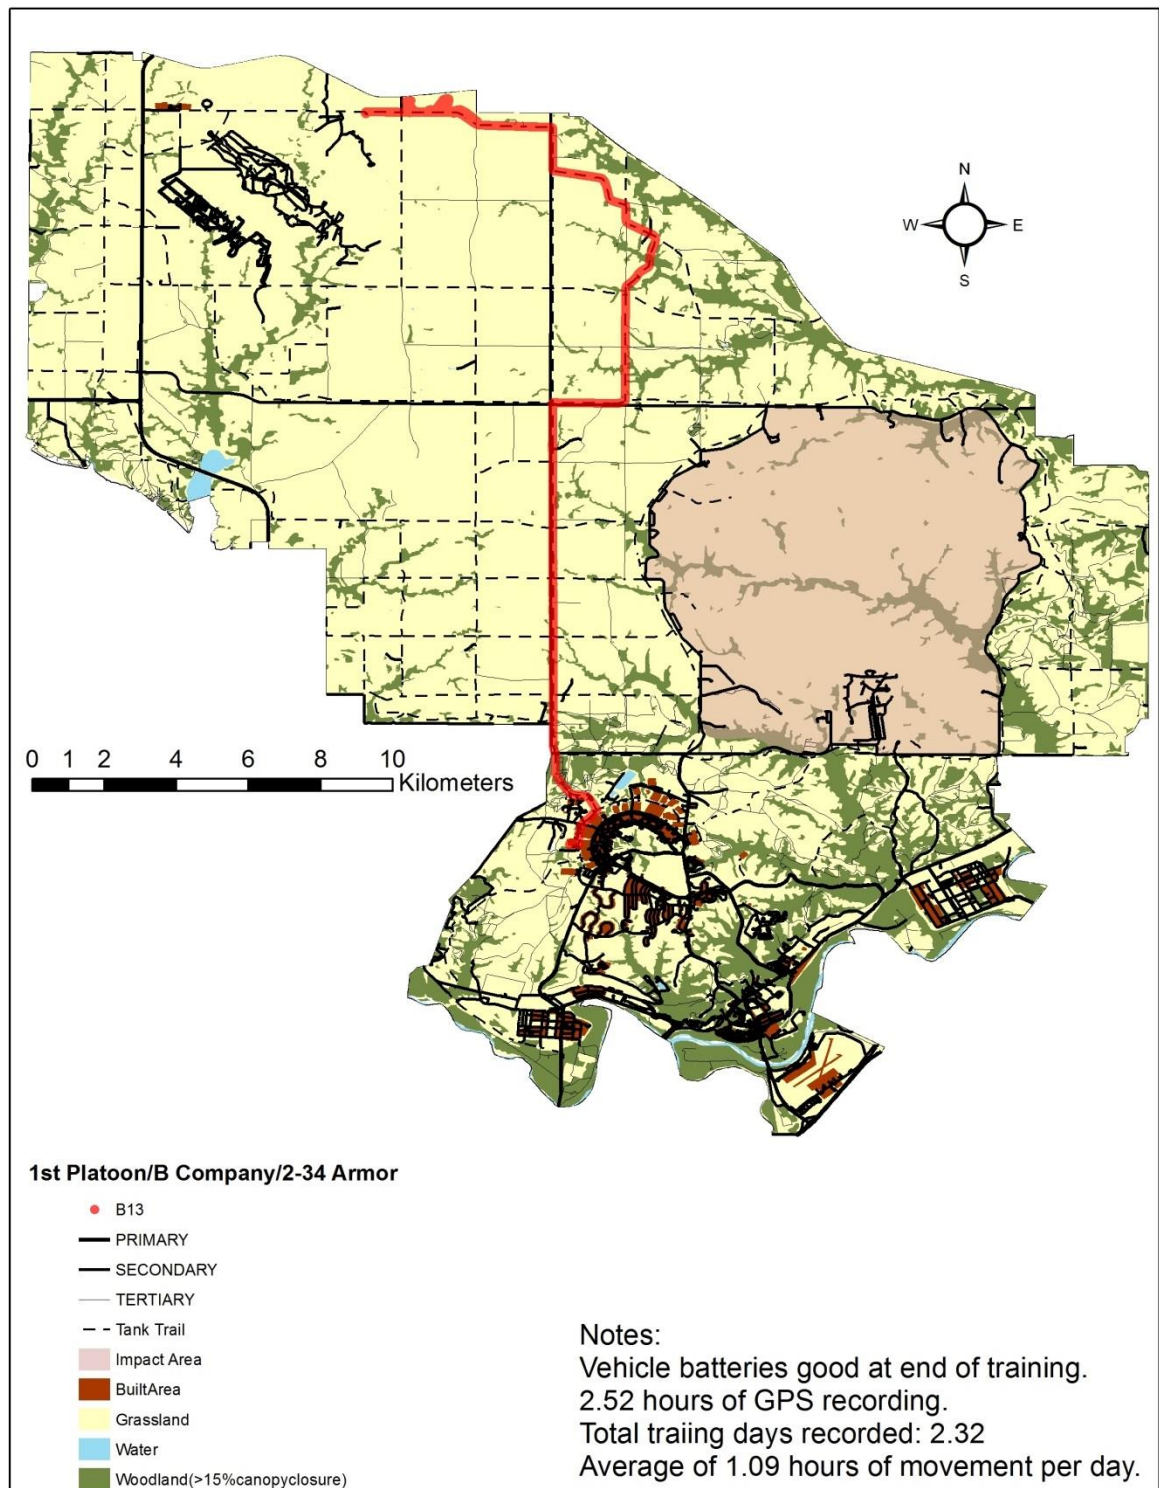 N
W E
S
0 1 2 4 6 8 10
Kilometers
1st Platoon/B Company/2-34 Armor
B13
PRIMARY
SECONDARY
TERTIARY
Tank Trail
Impact Area
BuiltArea
Grassland
Water
Woodland(>15%canopyclosure)
Notes:
Vehicle batteries good at end of training.
2.52 hours of GPS recording.
Total traiing days recorded: 2.32
Average of 1.09 hours of movement per day.